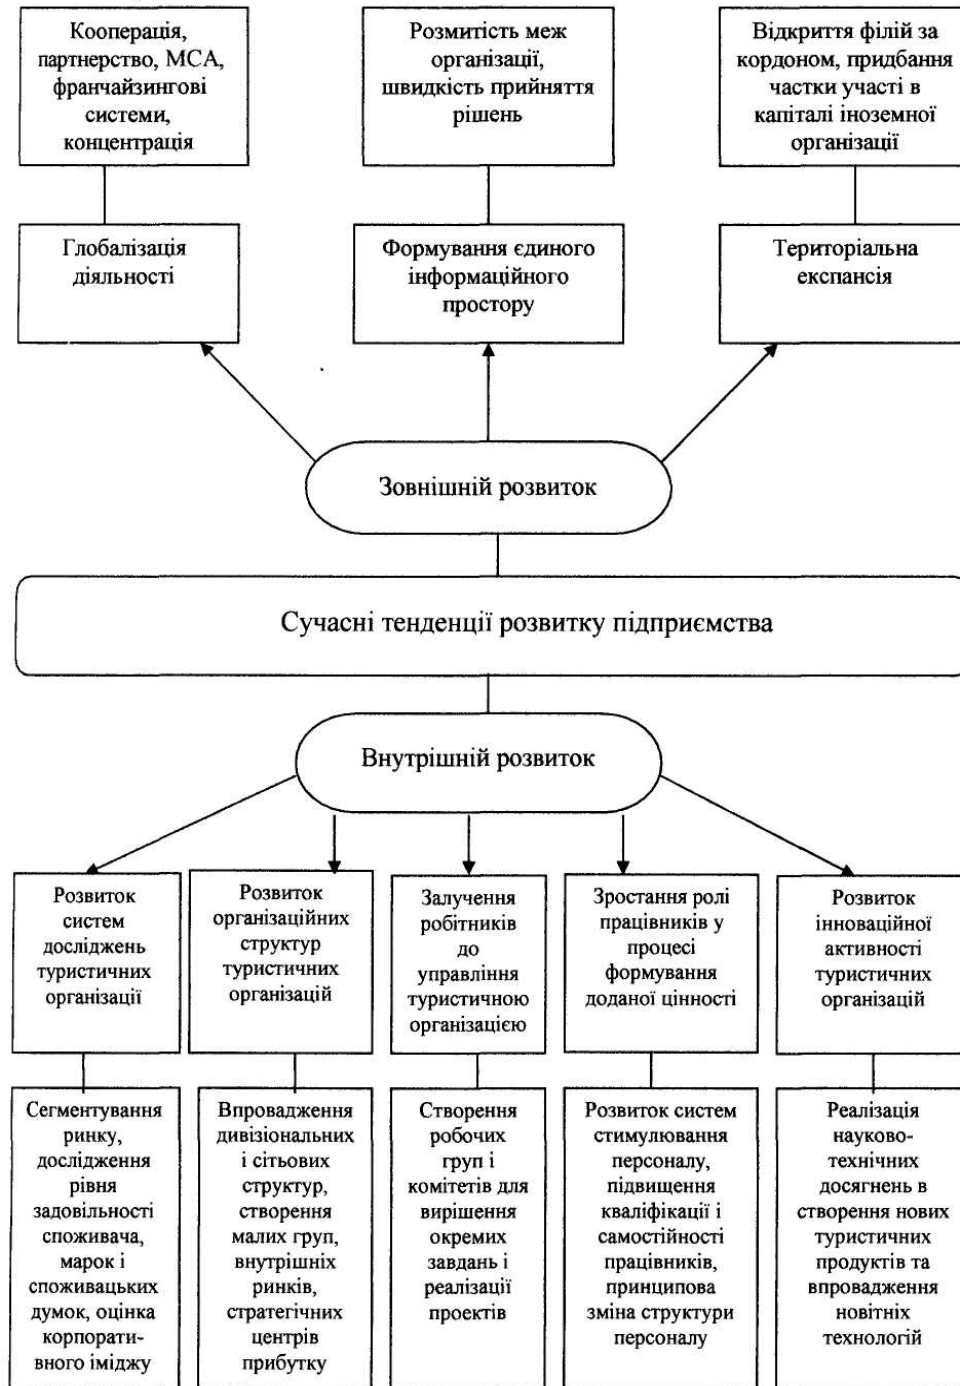 Кооперація,
партнерство, МСА,
франчайзингові
системи,
концентрація
Розмитість меж
організації,
швидкість прийняття
рішень
Відкриття філій за
кордоном, придбання
частки участі в
капіталі іноземної
організації
Глобалізація
діяльності
Формування єдиного
інформаційного
простору
Територіальна
експансія
Зовнішній розвиток
Сучасні тенденції розвитку підприємства
Внутрішній розвиток
Розвиток
систем
досліджень
туристичних
організації
Розвиток
організаційних
структур
туристичних
організацій
Залучення
робітників
до
управління
туристичною
організацією
Зростання ролі
працівників у
процесі
формування
доданої цінності
Розвиток
інноваційної
активності
туристичних
організацій
Сегментування
ринку,
дослідження
рівня
задовільності
споживача,
марок і
споживацьких
думок, оцінка
корпорати-
вного іміджу
Впровадження
дивізіональних
і сітьових
структур,
створення
малих груп,
внутрішніх
ринків,
стратегічних
центрів
прибутку
Створення
робочих
груп і
комітетів для
вирішення
окремих
завдань і
реалізації
проектів
Розвиток систем
стимулювання
персоналу,
підвищення
кваліфікації і
самостійності
працівників,
принципова
зміна структури
персоналу
Реалізація
науково-
технічних
досягнень в
створення нових
туристичних
продуктів та
впровадження
новітніх
технологій